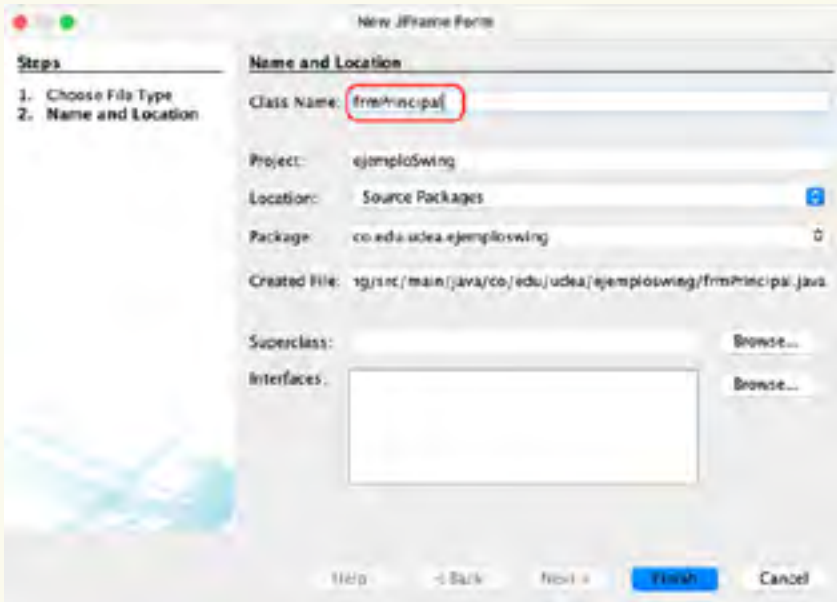 New JFrame Form
Steps
1. Choose File Type
2. Name and Location
Name and Location
Class Name: frmPrincipal
Project: ejemploSwing
Location: Source Packages
Package: co.edu.udea.ejemploswing
Created File: ng/src/main/java/co/edu/udea/ejemploswing/frmPrincipal.java
Superclass:
Browse...
Interfaces:
Browse...
Help
< Back
Next >
Finish
Cancel